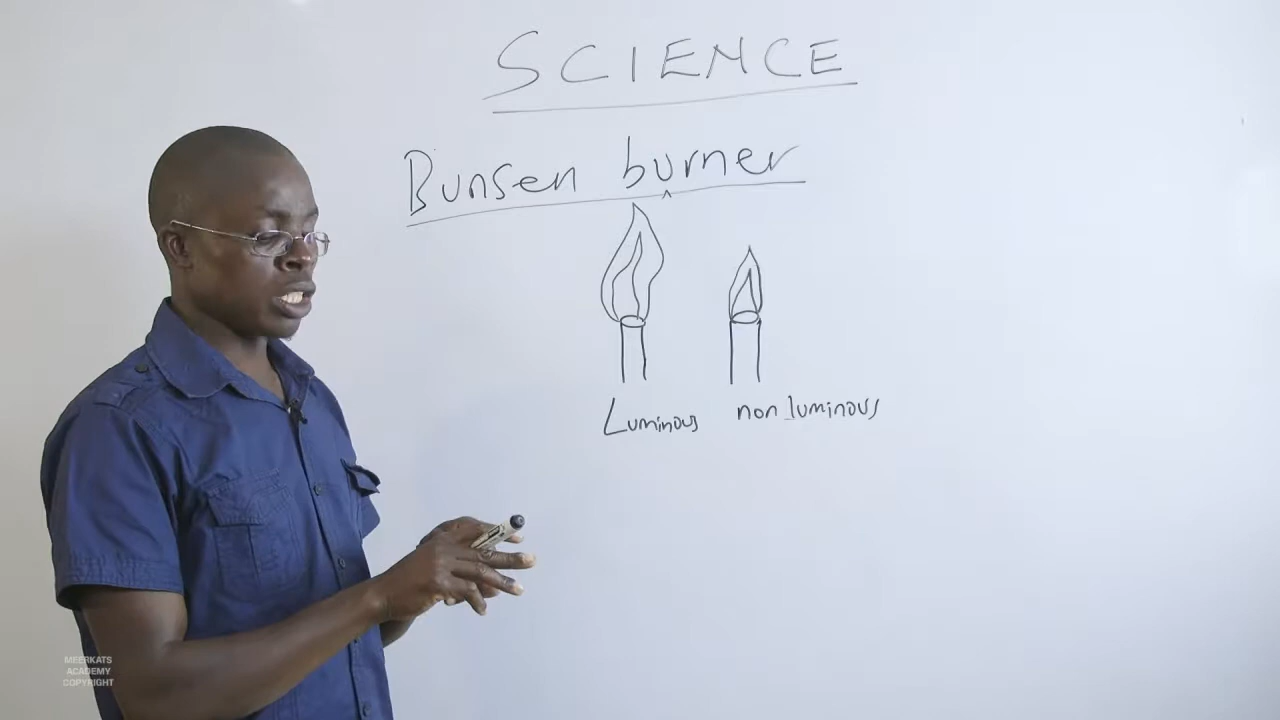 SCIENCE
Bunsen burner
Luminous non luminous
MEERKATS
ACADEMY
COPYRIGHT